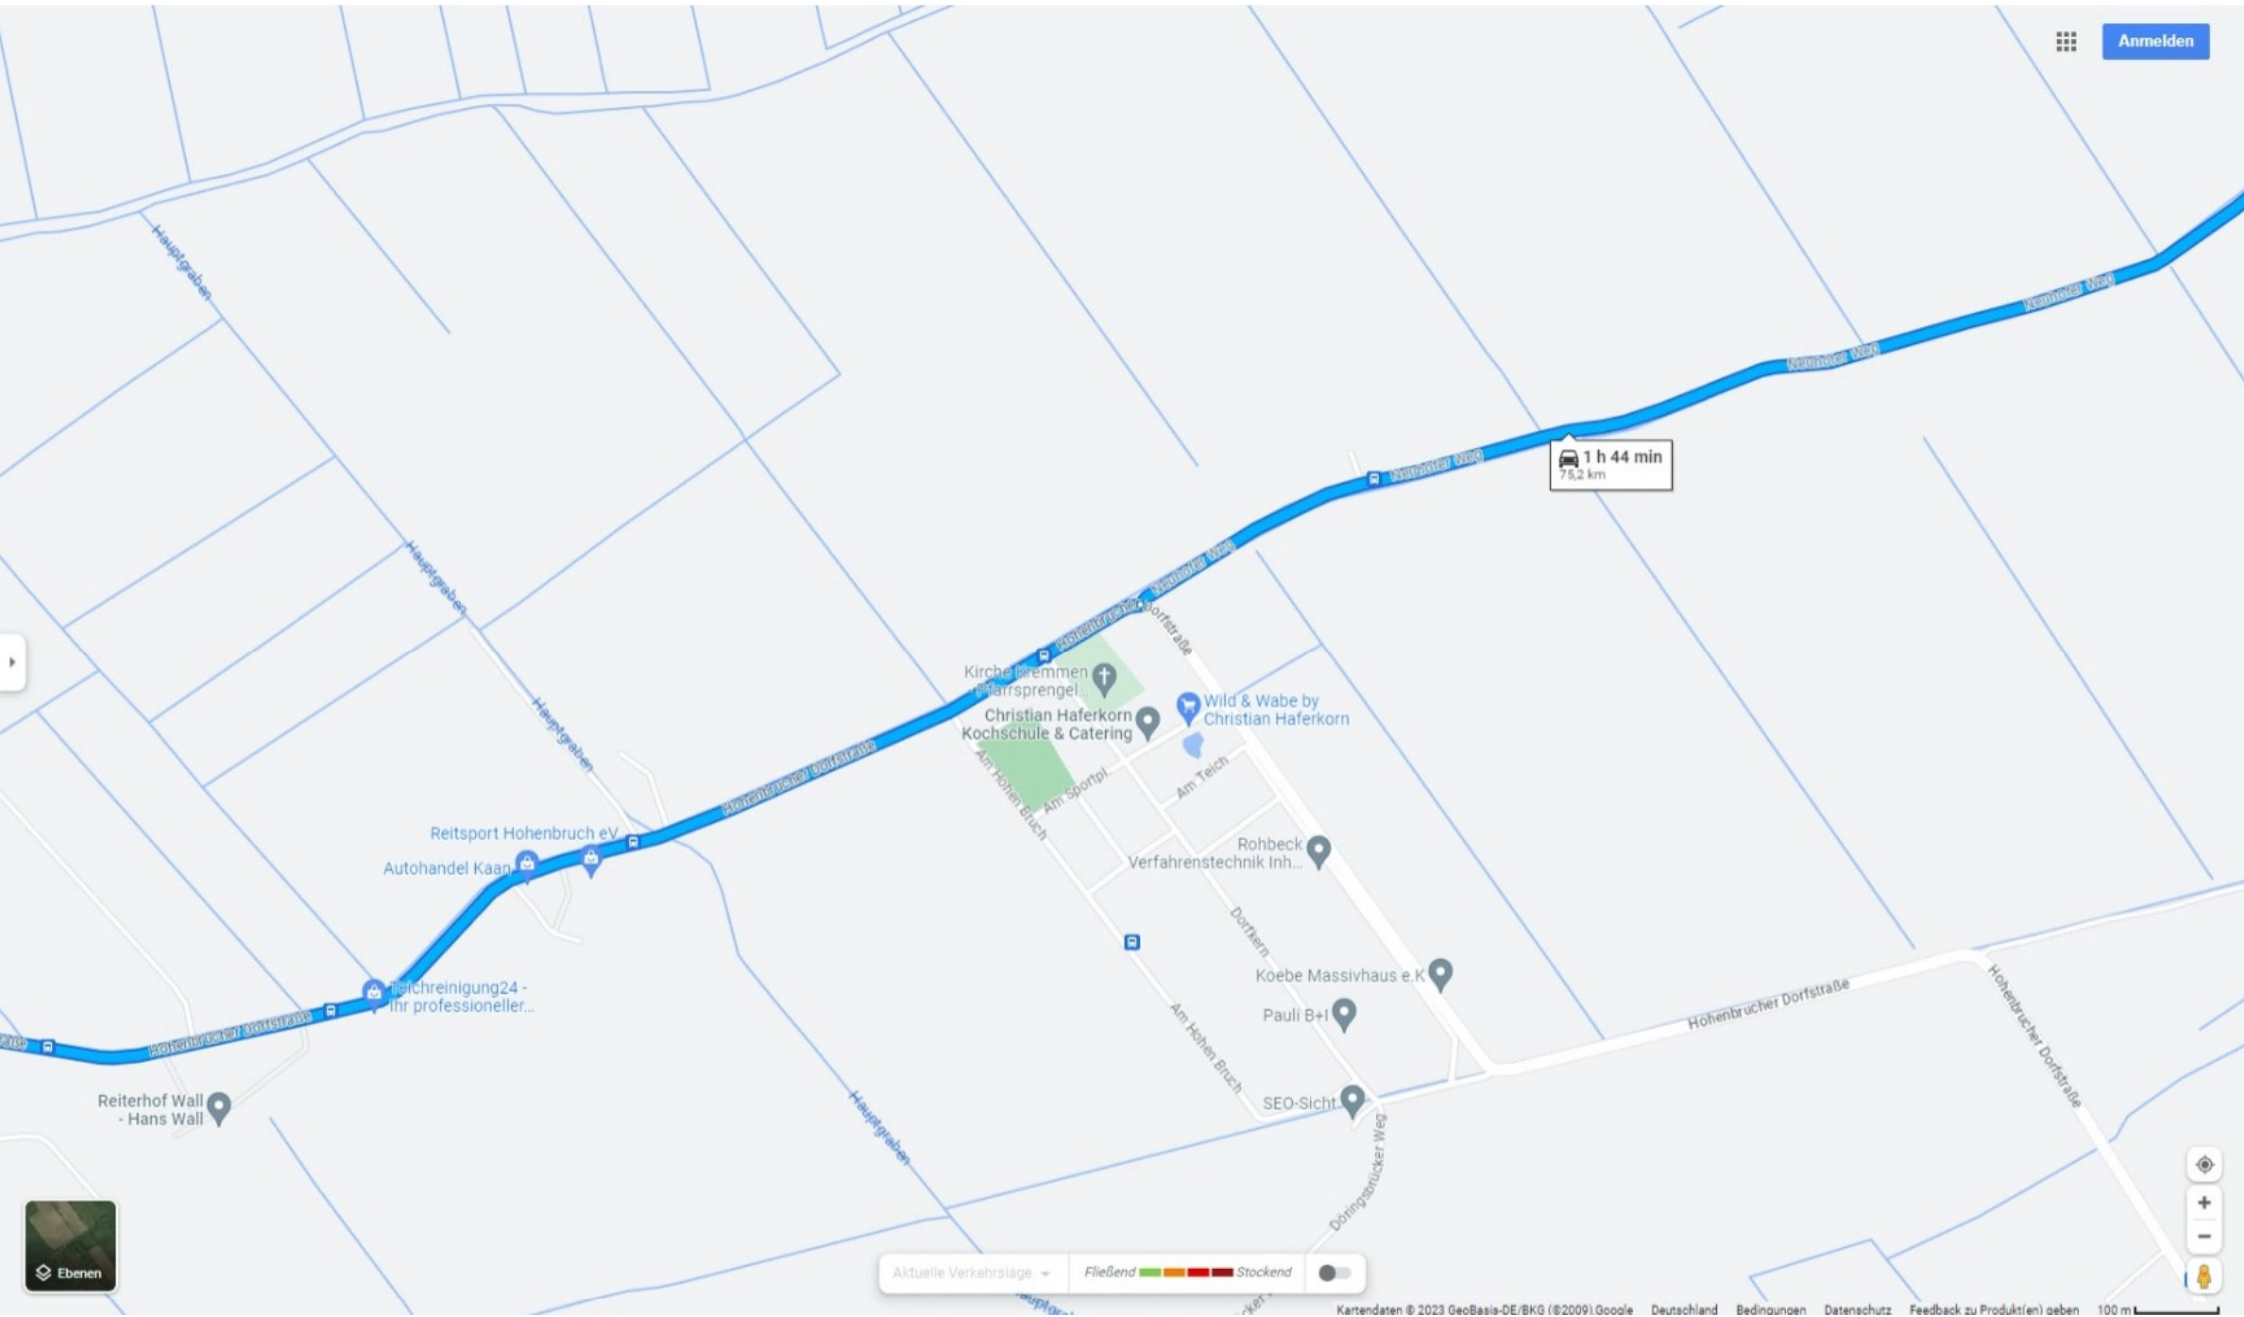 Anmelden
Hauptgraben
Neuhofer Weg
Neuhofer Weg
1 h 44 min
75,2 km
Neuhofer Weg
Hauptgraben
Neuhofer Weg
Hohenbrucher Dorfstraße
Kirche Kremmen
- Pfarrsprengel...
Christian Haferkorn
Kochschule & Catering
Wild & Wabe by
Christian Haferkorn
Hauptgraben
Hohenbrucher Dorfstraße
Am Hohen Bruch
Am Sportpl.
Am Teich
Reitsport Hohenbruch eV
Autohandel Kaan
Rohbeck
Verfahrenstechnik Inh...
Dorfkern
Koebe Massivhaus e.K
Teichreinigung24 -
Ihr professioneller...
Pauli B+I
Hohenbrucher Dorfstraße
Hohenbrucher Dorfstraße
Hohenbrucher Dorfstraße
Am Hohen Bruch
Reiterhof Wall
- Hans Wall
SEO-Sicht
Hauptgraben
Döringsbrücker Weg
Ebenen
Aktuelle Verkehrslage
Fließend
Stockend
Kartendaten © 2023 GeoBasis-DE/BKG (©2009),Google
Deutschland
Bedingungen
Datenschutz
Feedback zu Produkt(en) geben
100 m